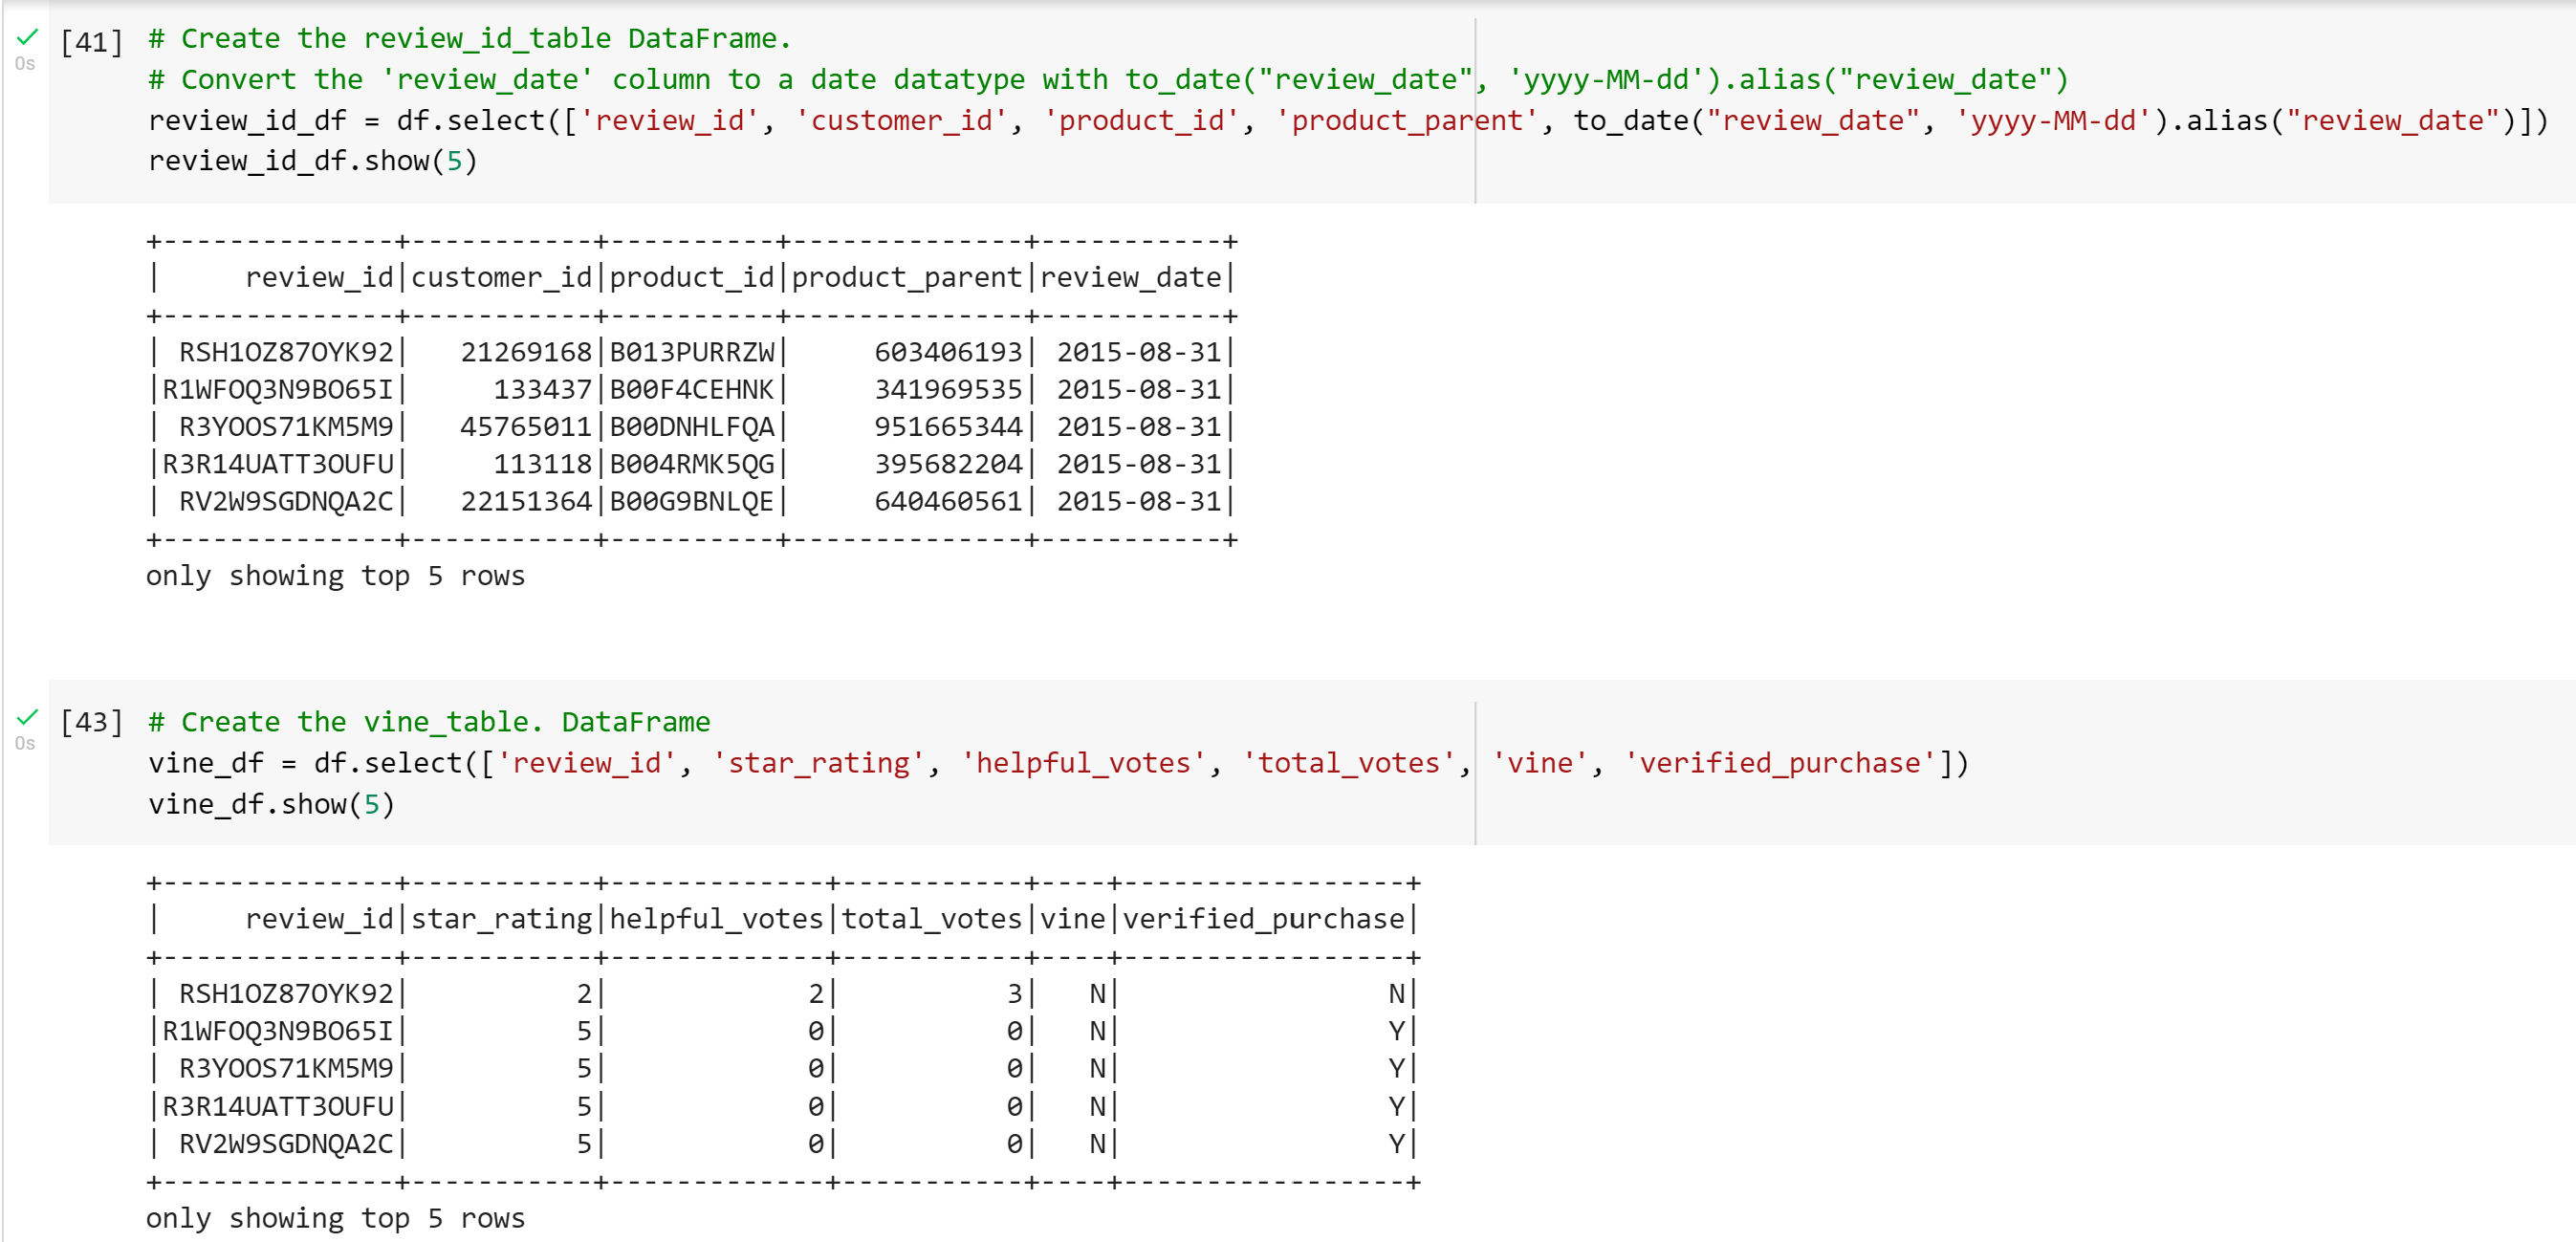 [41] # Create the review_id_table DataFrame.
0s # Convert the 'review_date' column to a date datatype with to_date("review_date", 'yyyy-MM-dd').alias("review_date")
review_id_df = df.select(['review_id', 'customer_id', 'product_id', 'product_parent', to_date("review_date", 'yyyy-MM-dd').alias("review_date")])
review_id_df.show(5)
+--------------+-----------+----------+--------------+-----------+
|     review_id|customer_id|product_id|product_parent|review_date|
+--------------+-----------+----------+--------------+-----------+
| RSH1OZ87OYK92|   21269168|B013PURRZW|     603406193| 2015-08-31|
|R1WFOQ3N9BO65I|     133437|B00F4CEHNK|     341969535| 2015-08-31|
| R3YOOS71KM5M9|   45765011|B00DNHLFQA|     951665344| 2015-08-31|
|R3R14UATT3OUFU|     113118|B004RMK5QG|     395682204| 2015-08-31|
| RV2W9SGDNQA2C|   22151364|B00G9BNLQE|     640460561| 2015-08-31|
+--------------+-----------+----------+--------------+-----------+
only showing top 5 rows
[43] # Create the vine_table. DataFrame
0s vine_df = df.select(['review_id', 'star_rating', 'helpful_votes', 'total_votes', 'vine', 'verified_purchase'])
vine_df.show(5)
+--------------+-----------+-------------+-----------+----+-----------------+
|     review_id|star_rating|helpful_votes|total_votes|vine|verified_purchase|
+--------------+-----------+-------------+-----------+----+-----------------+
| RSH1OZ87OYK92|          2|            2|          3|   N|                N|
|R1WFOQ3N9BO65I|          5|            0|          0|   N|                Y|
| R3YOOS71KM5M9|          5|            0|          0|   N|                Y|
|R3R14UATT3OUFU|          5|            0|          0|   N|                Y|
| RV2W9SGDNQA2C|          5|            0|          0|   N|                Y|
+--------------+-----------+-------------+-----------+----+-----------------+
only showing top 5 rows